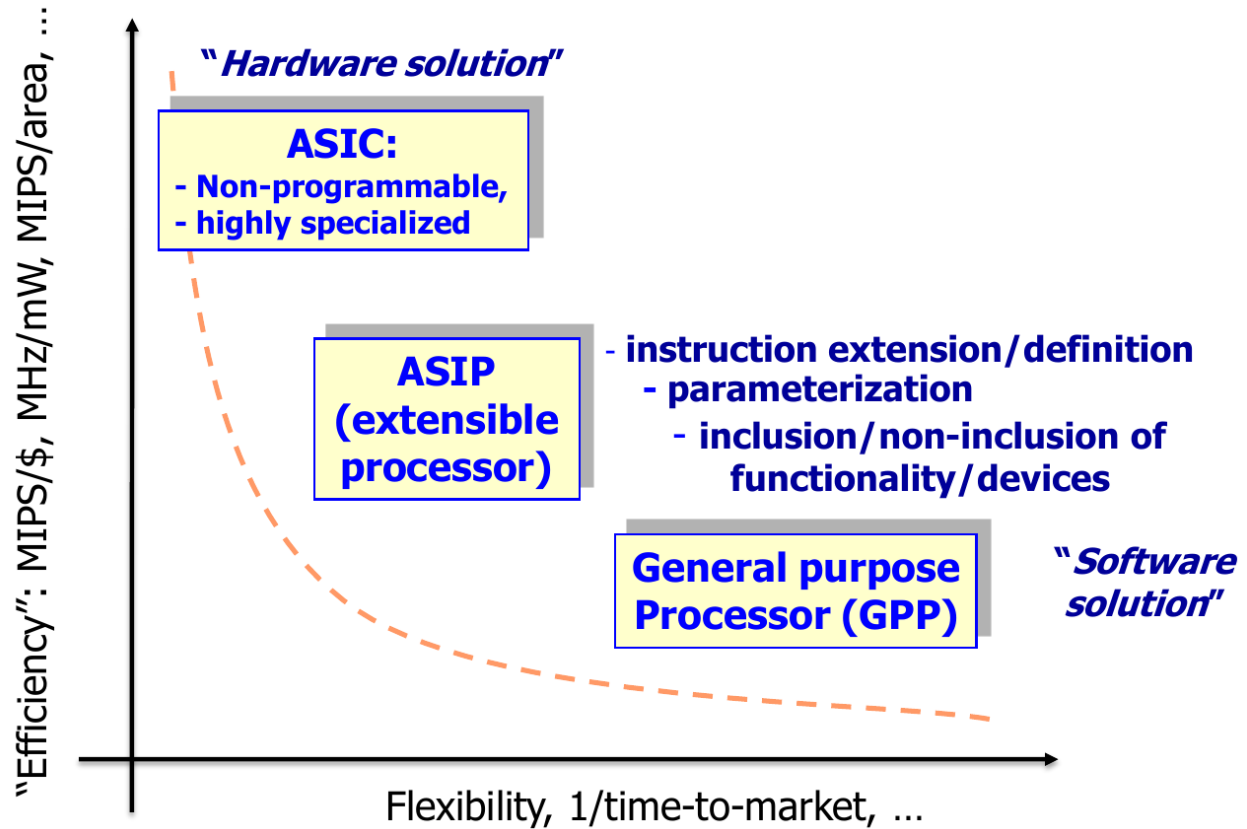 “Efficiency”: MIPS/$, MHz/mW, MIPS/area, …
“Hardware solution”
ASIC:
- Non-programmable,
- highly specialized
ASIP
(extensible
processor)
- instruction extension/definition
- parameterization
- inclusion/non-inclusion of
functionality/devices
General purpose
Processor (GPP)
“Software
solution”
Flexibility, 1/time-to-market, …